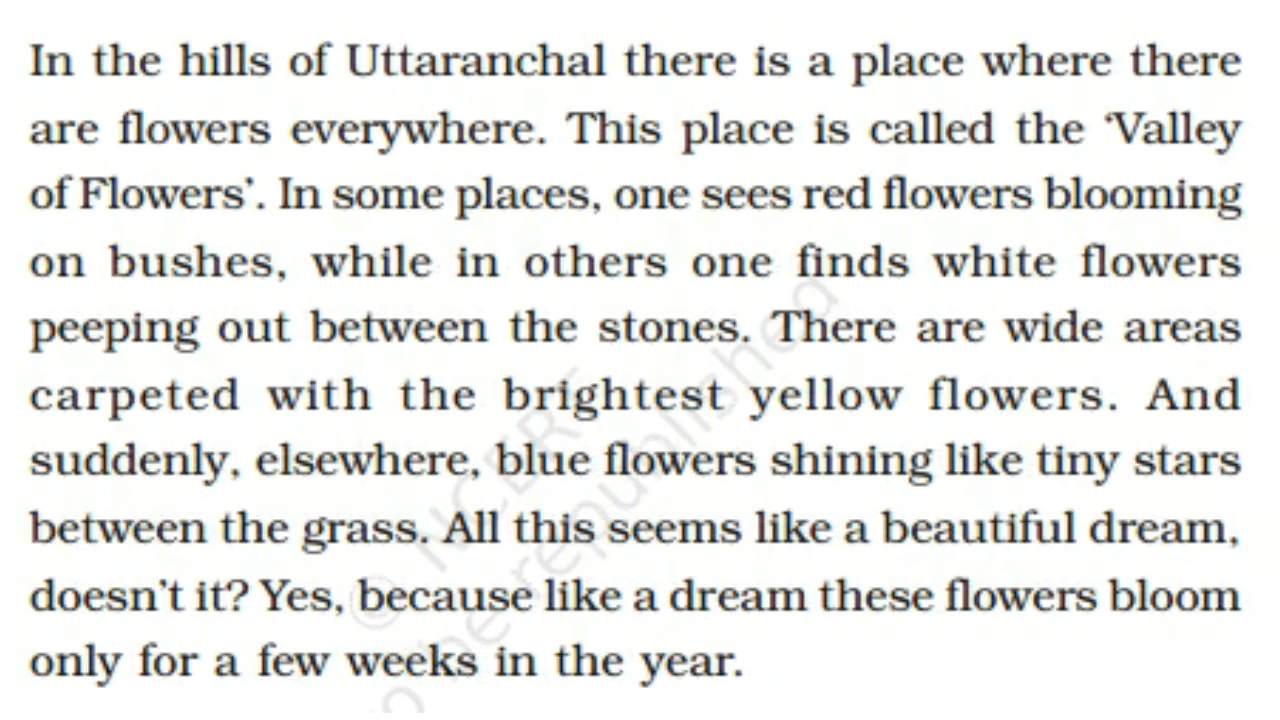 In the hills of Uttaranchal there is a place where there
are flowers everywhere. This place is called the ‘Valley
of Flowers’. In some places, one sees red flowers blooming
on bushes, while in others one finds white flowers
peeping out between the stones. There are wide areas
carpeted with the brightest yellow flowers. And
suddenly, elsewhere, blue flowers shining like tiny stars
between the grass. All this seems like a beautiful dream,
doesn’t it? Yes, because like a dream these flowers bloom
only for a few weeks in the year.
© NCERT
be republished